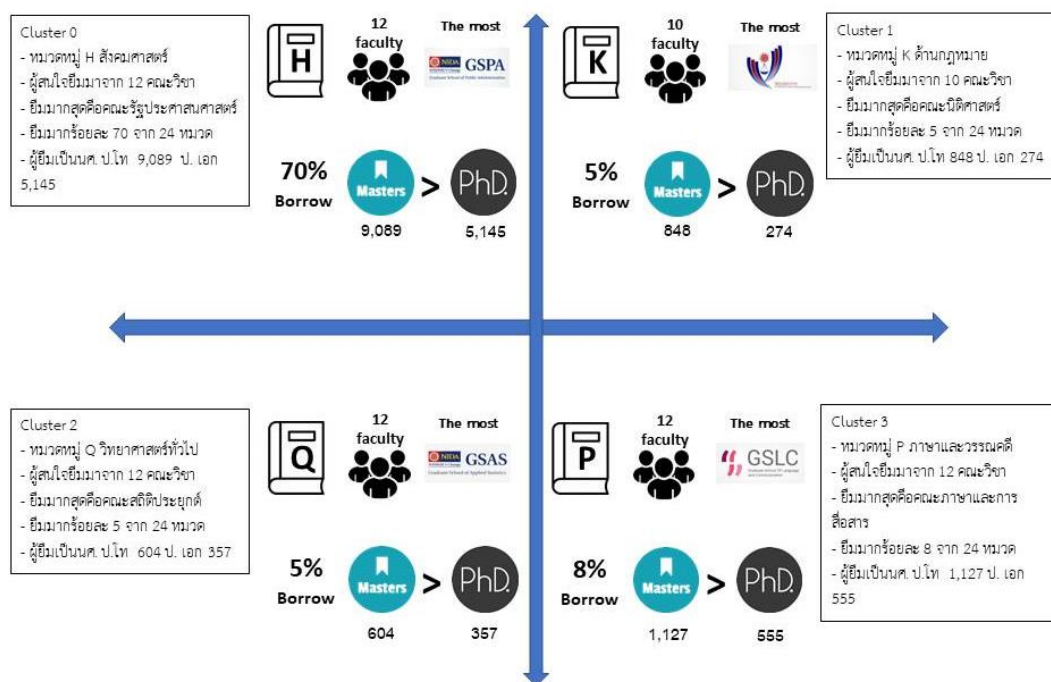 Cluster 0
- หมวดหมู่ H สังคมศาสตร์
- ผู้สนใจยืมมาจาก 12 คณะวิชา
- ยืมมากสุดคือคณะรัฐประศาสนศาสตร์
- ยืมมากร้อยละ 70 จาก 24 หมวด
- ผู้ยืมเป็นนศ. ป.โท 9,089 ป. เอก
5,145
H
12
faculty
The most
NIDA
GSPA
Graduate School of Public Administration
70%
Borrow
Masters
>
PhD.
9,089
5,145
K
10
faculty
The most
5%
Borrow
Masters
>
PhD.
848
274
Cluster 1
- หมวดหมู่ K ด้านกฎหมาย
- ผู้สนใจยืมมาจาก 10 คณะวิชา
- ยืมมากสุดคือคณะนิติศาสตร์
- ยืมมากร้อยละ 5 จาก 24 หมวด
- ผู้ยืมเป็นนศ. ป.โท 848 ป. เอก 274
Cluster 2
- หมวดหมู่ Q วิทยาศาสตร์ทั่วไป
- ผู้สนใจยืมมาจาก 12 คณะวิชา
- ยืมมากสุดคือคณะสถิติประยุกต์
- ยืมมากร้อยละ 5 จาก 24 หมวด
- ผู้ยืมเป็นนศ. ป.โท 604 ป. เอก 357
Q
12
faculty
The most
NIDA
GSAS
Graduate School of Applied Statistics
5%
Borrow
Masters
>
PhD.
604
357
P
12
faculty
The most
GSLC
Graduate School of Language
and Communication
8%
Borrow
Masters
>
PhD.
1,127
555
Cluster 3
- หมวดหมู่ P ภาษาและวรรณคดี
- ผู้สนใจยืมมาจาก 12 คณะวิชา
- ยืมมากสุดคือคณะภาษาและการ
สื่อสาร
- ยืมมากร้อยละ 8 จาก 24 หมวด
- ผู้ยืมเป็นนศ. ป.โท 1,127 ป. เอก
555